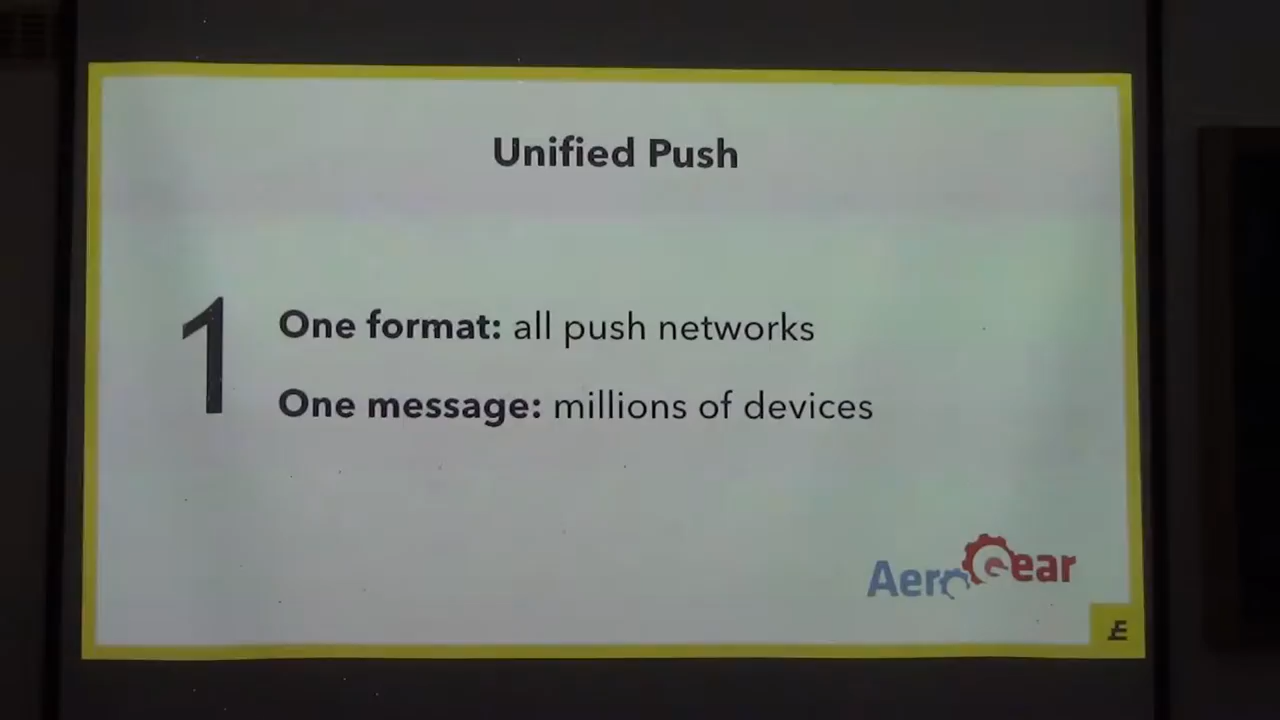 Unified Push
1
One format: all push networks
One message: millions of devices
AeroGear
E